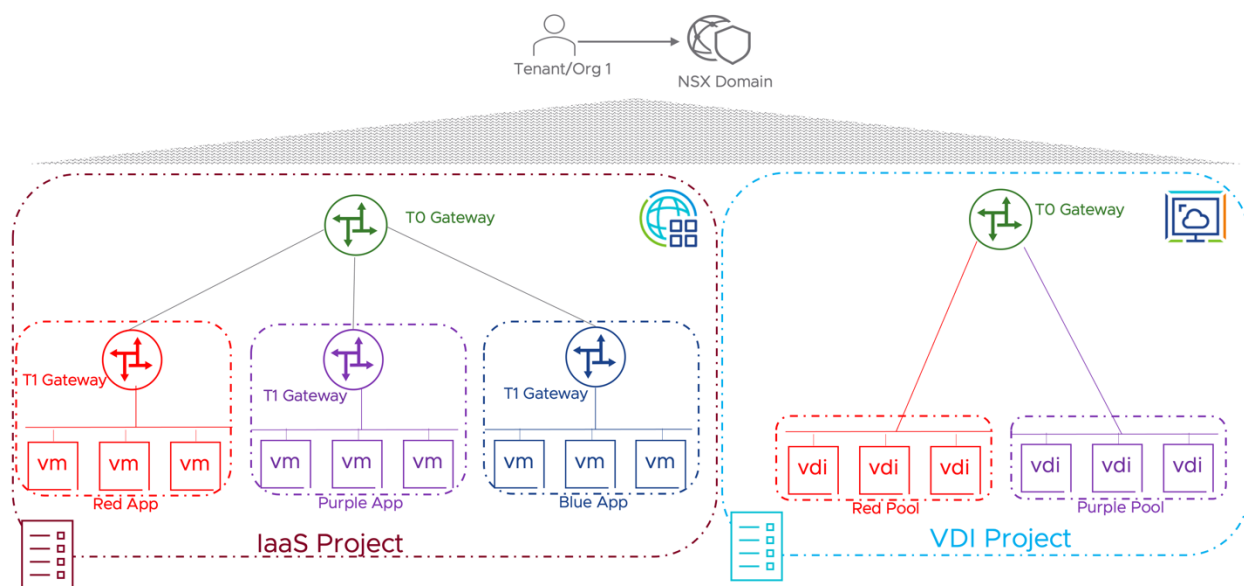 Tenant/Org 1
NSX Domain
T0 Gateway
T0 Gateway
T1 Gateway
T1 Gateway
T1 Gateway
vm vm vm
vm vm vm
vm vm vm
vdi vdi vdi
vdi vdi vdi
Red App
Purple App
Blue App
Red Pool
Purple Pool
IaaS Project
VDI Project